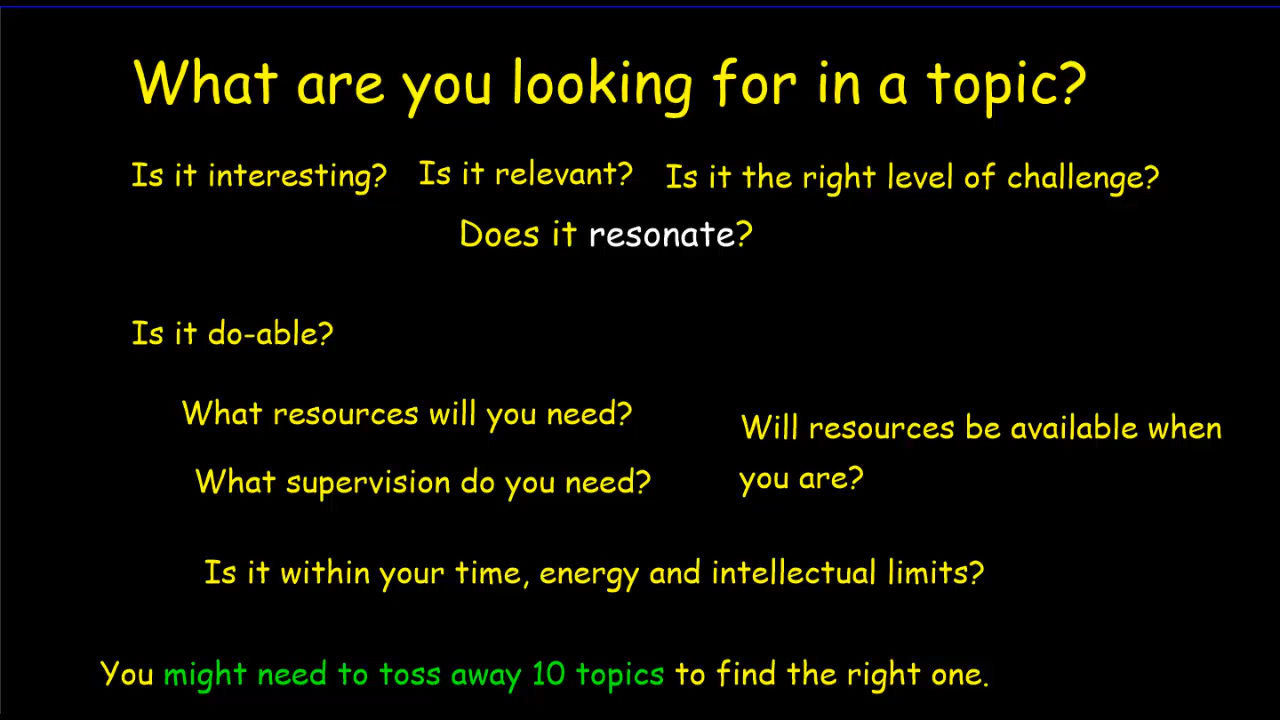 What are you looking for in a topic?
Is it interesting? Is it relevant? Is it the right level of challenge?
Does it resonate?
Is it do-able?
What resources will you need?
What supervision do you need?
Will resources be available when
you are?
Is it within your time, energy and intellectual limits?
You might need to toss away 10 topics to find the right one.